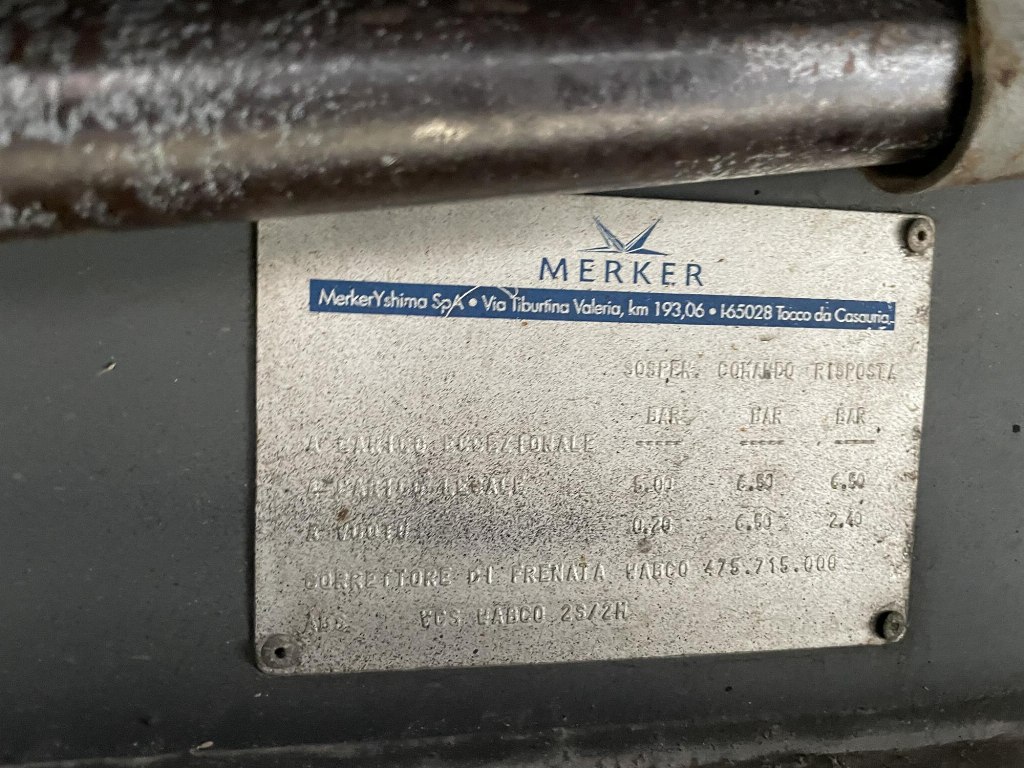 MERKER
MerkerYshima SpA • Via Tiburtina Valeria, km 193,06 • I-65028 Tocco da Casauria
SOSPEN. COMANDO RISPOSTA
BAR BAR BAR
A CARICO ECCEZIONALE ----- ----- -----
A CARICO LEGALE 6.50 6.50
A VUOTO 0.20 6.50 2.40
CORRETTORE DI FRENATA WABCO 475.715.000
ABS VCS WABCO 2S/2M